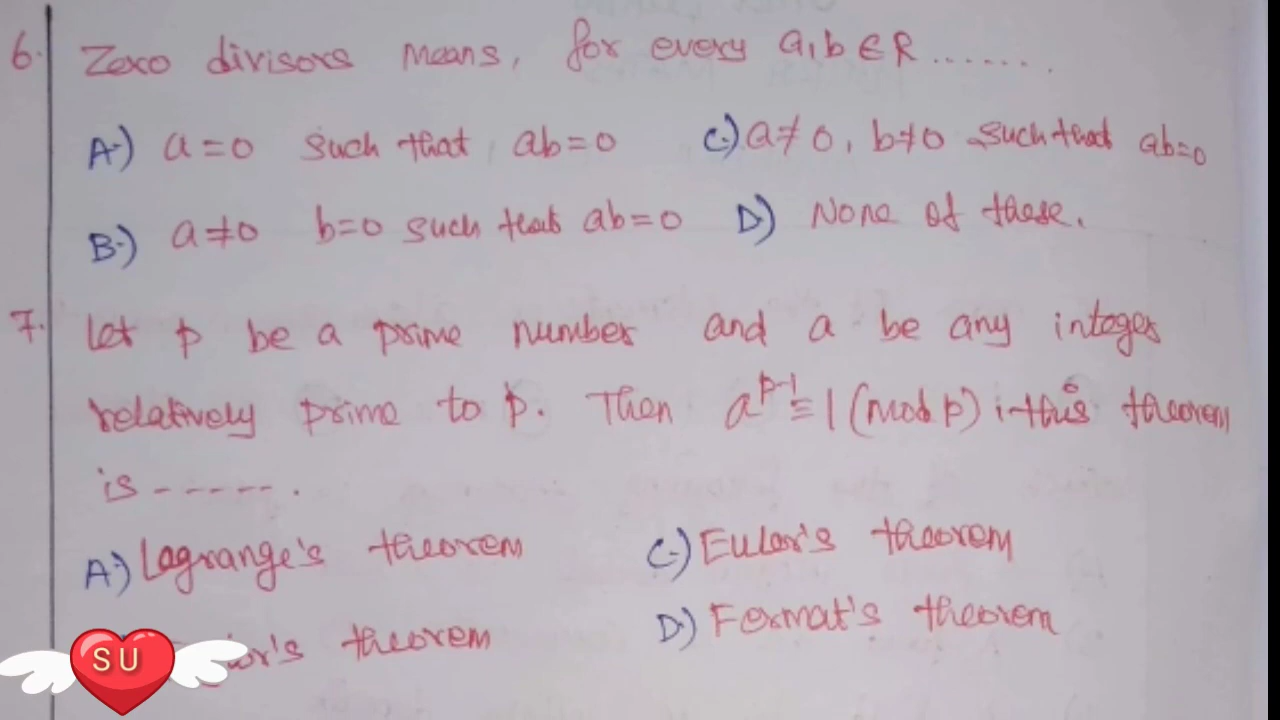 6. Zero divisors means, for every a, b ∈ R .......
A.) a = 0 such that, ab = 0 C.) a ≠ 0, b ≠ 0 such that ab=0
B.) a ≠ 0 b=0 such that ab = 0 D.) None of these.
7. Let p be a prime number and a be any integer
relatively prime to p. Then a^{p-1} ≡ 1 (mod p) ; this theorem
is ------.
A.) Lagrange's theorem C.) Euler's theorem
theorem D.) Fermat's theorem
SU